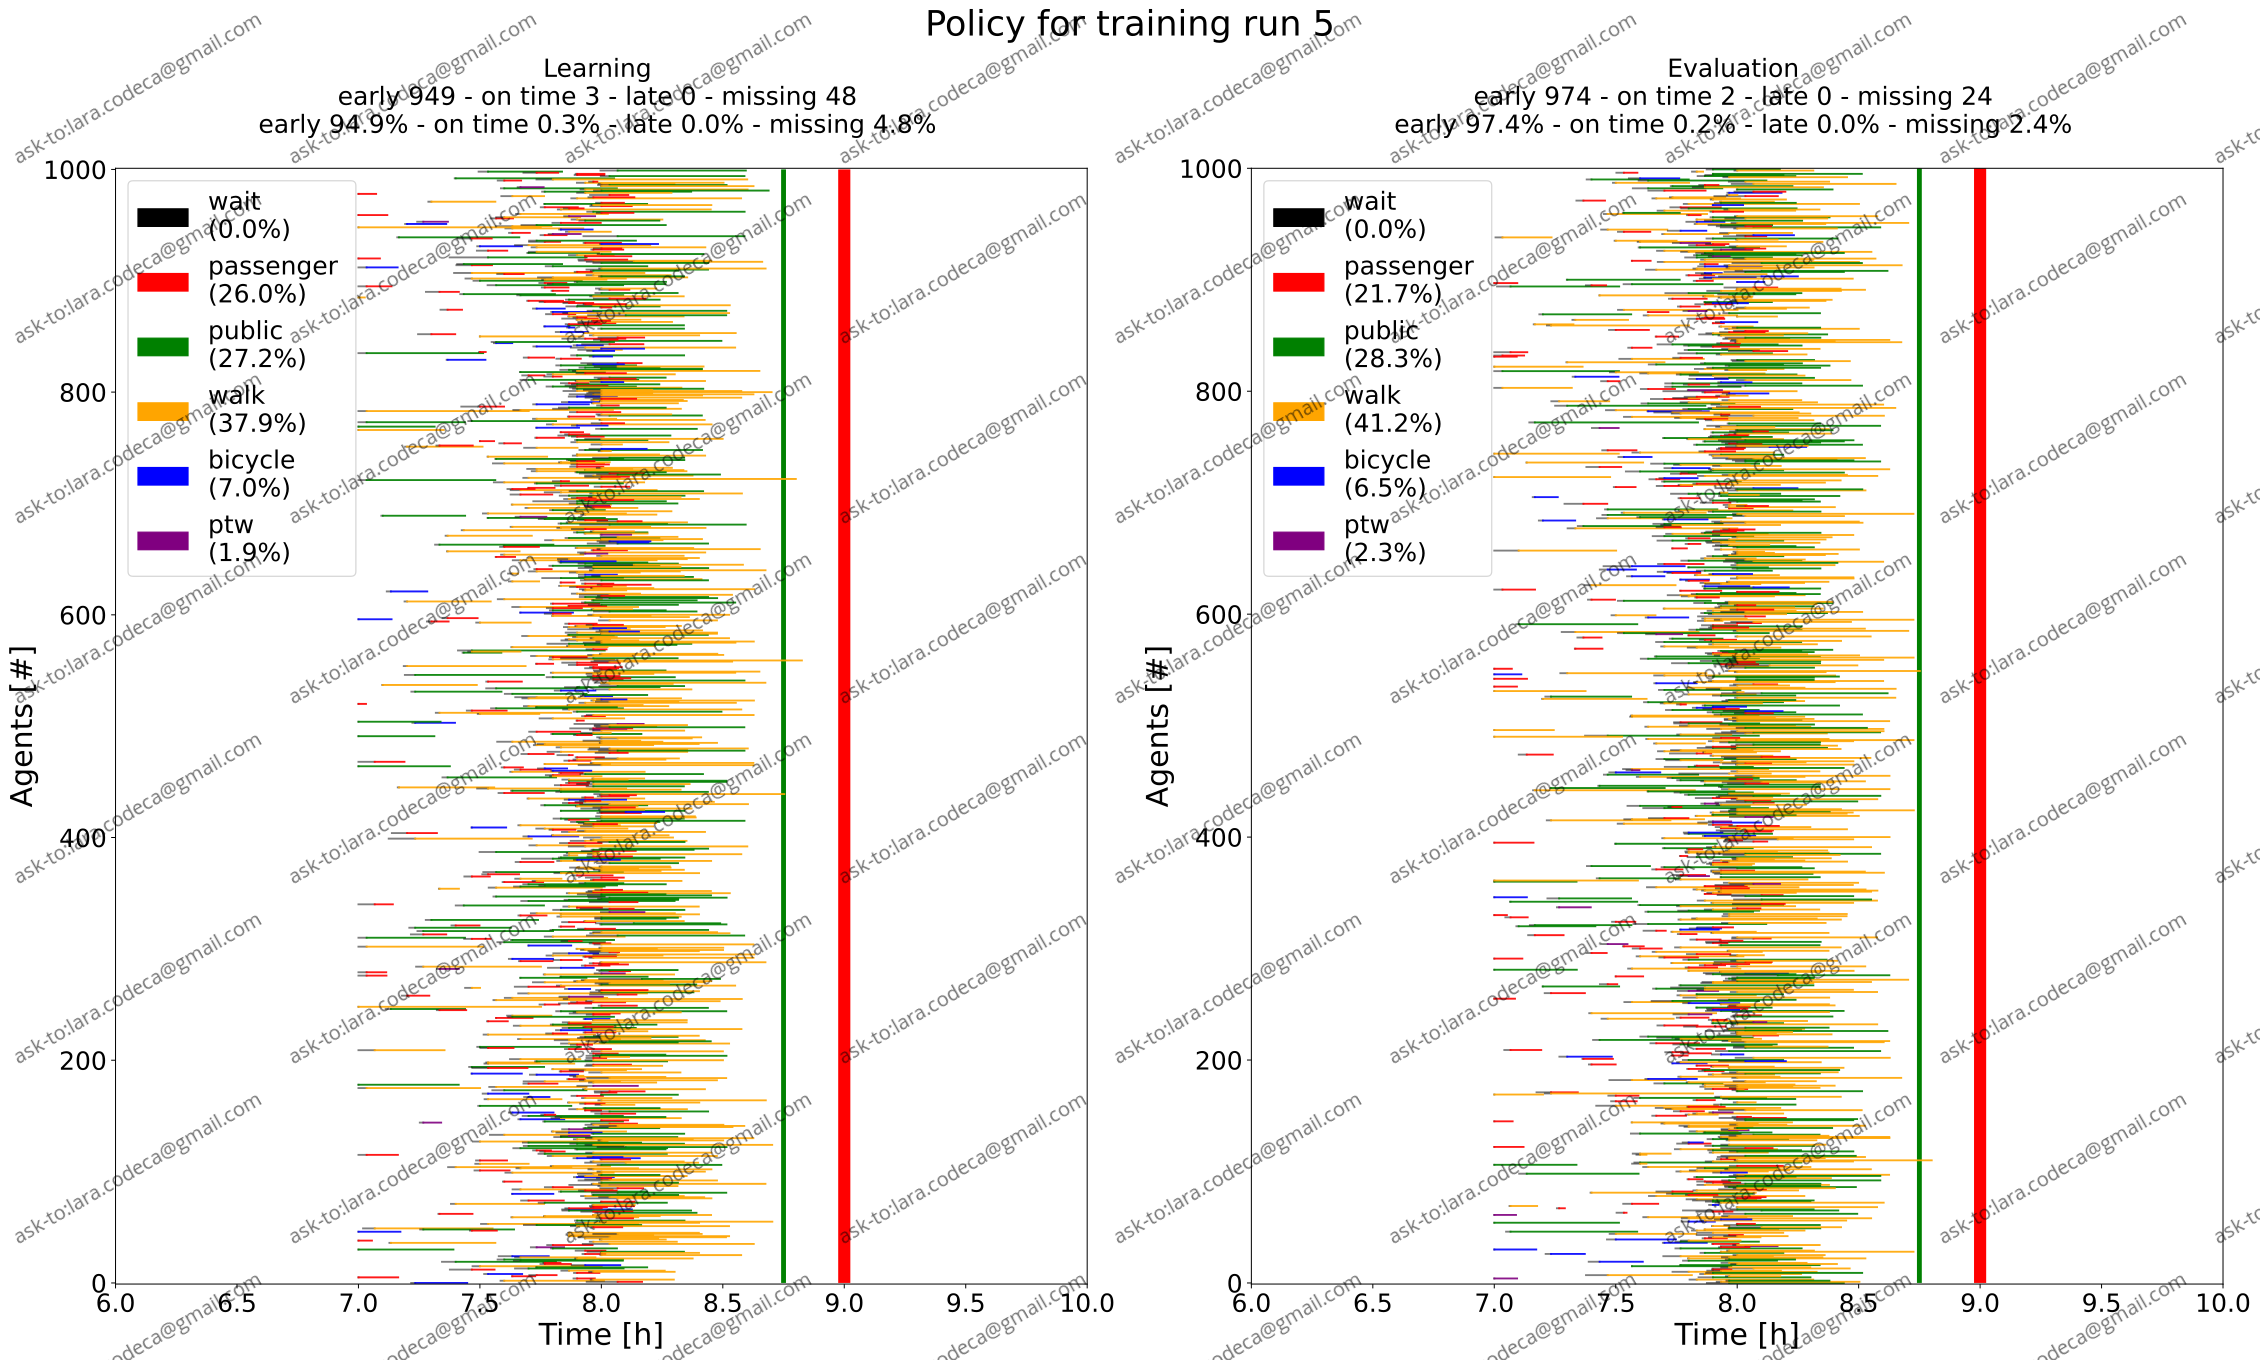 Policy for training run 5
Learning
early 949 - on time 3 - late 0 - missing 48
early 94.9% - on time 0.3% - late 0.0% - missing 4.8%
Evaluation
early 974 - on time 2 - late 0 - missing 24
early 97.4% - on time 0.2% - late 0.0% - missing 2.4%
wait
(0.0%)
passenger
(26.0%)
public
(27.2%)
walk
(37.9%)
bicycle
(7.0%)
ptw
(1.9%)
Agents [#]
1000
800
600
400
200
0
6.0 6.5 7.0 7.5 8.0 8.5 9.0 9.5 10.0
Time [h]
wait
(0.0%)
passenger
(21.7%)
public
(28.3%)
walk
(41.2%)
bicycle
(6.5%)
ptw
(2.3%)
Agents [#]
1000
800
600
400
200
0
6.0 6.5 7.0 7.5 8.0 8.5 9.0 9.5 10.0
Time [h]
ask-to:lara.codeca@gmail.com